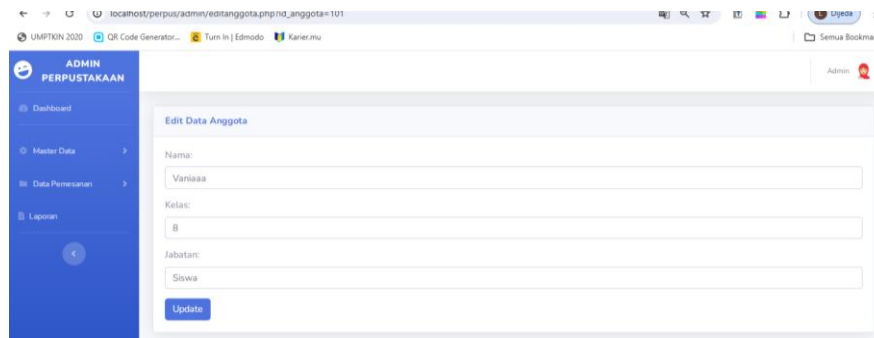 localhost/perpus/admin/editanggota.php?id_anggota=101
Dijeda
UMPTKIN 2020
QR Code Generator...
Turn In | Edmodo
Karier.mu
Semua Bookma
ADMIN
PERPUSTAKAAN
Admin
Dashboard
Edit Data Anggota
Master Data
Nama:
Vaniaaa
Data Pemesanan
Kelas:
8
Laporan
Jabatan:
Siswa
Update